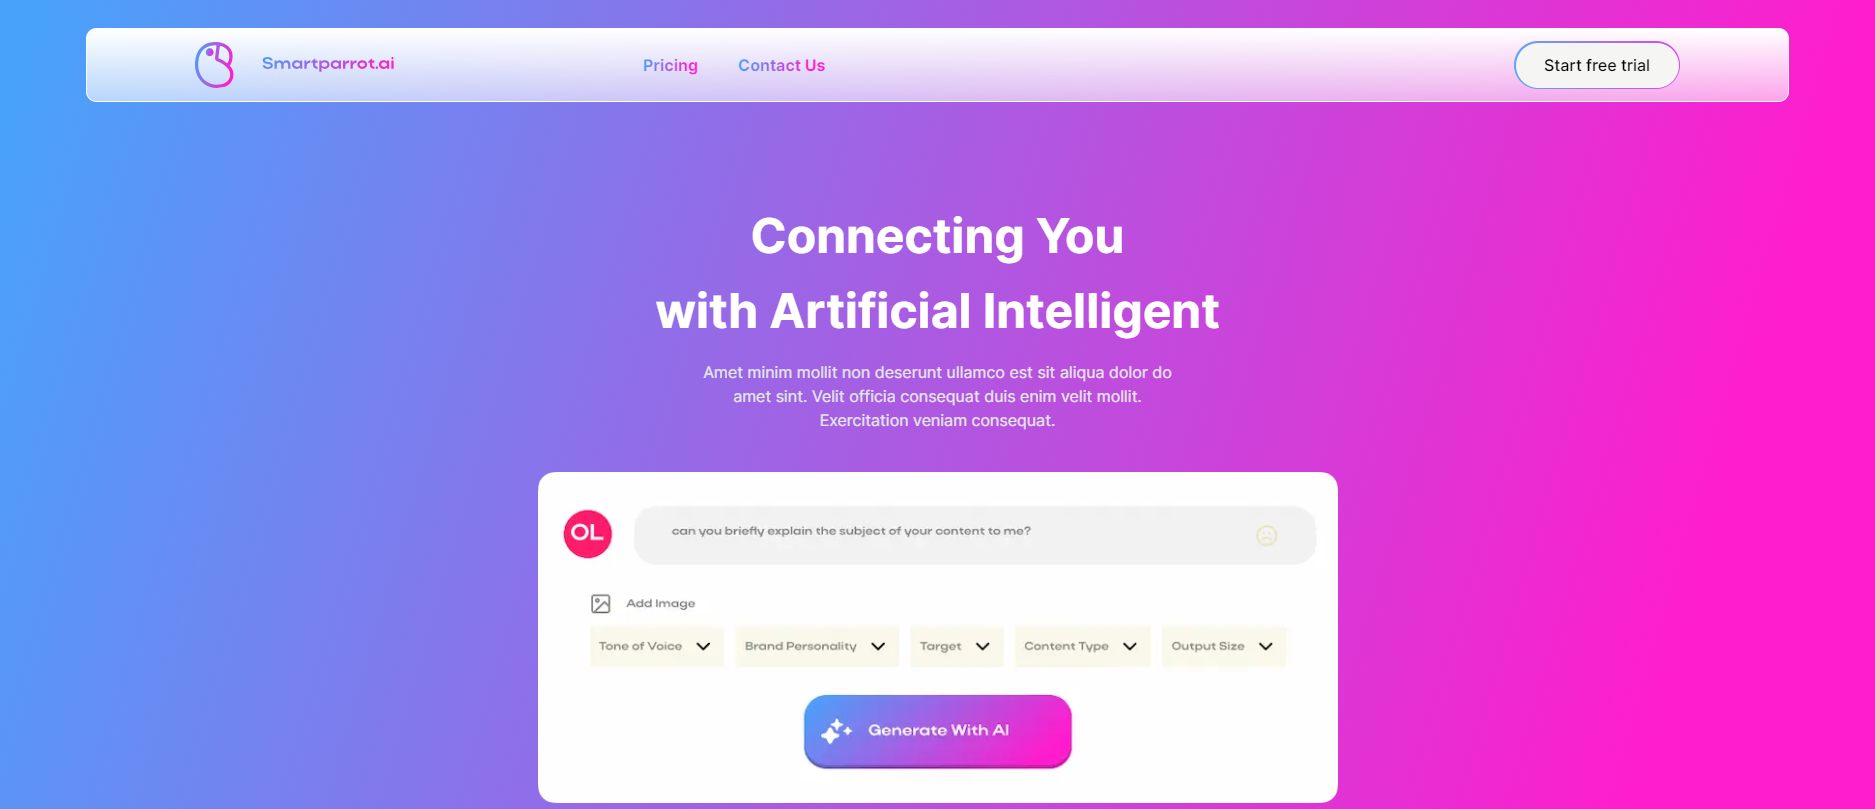 Smartparrot.ai
Pricing
Contact Us
Start free trial
Connecting You
with Artificial Intelligent
Amet minim mollit non deserunt ullamco est sit aliqua dolor do
amet sint. Velit officia consequat duis enim velit mollit.
Exercitation veniam consequat.
OL
can you briefly explain the subject of your content to me?
Add Image
Tone of Voice
Brand Personality
Target
Content Type
Output Size
Generate With AI